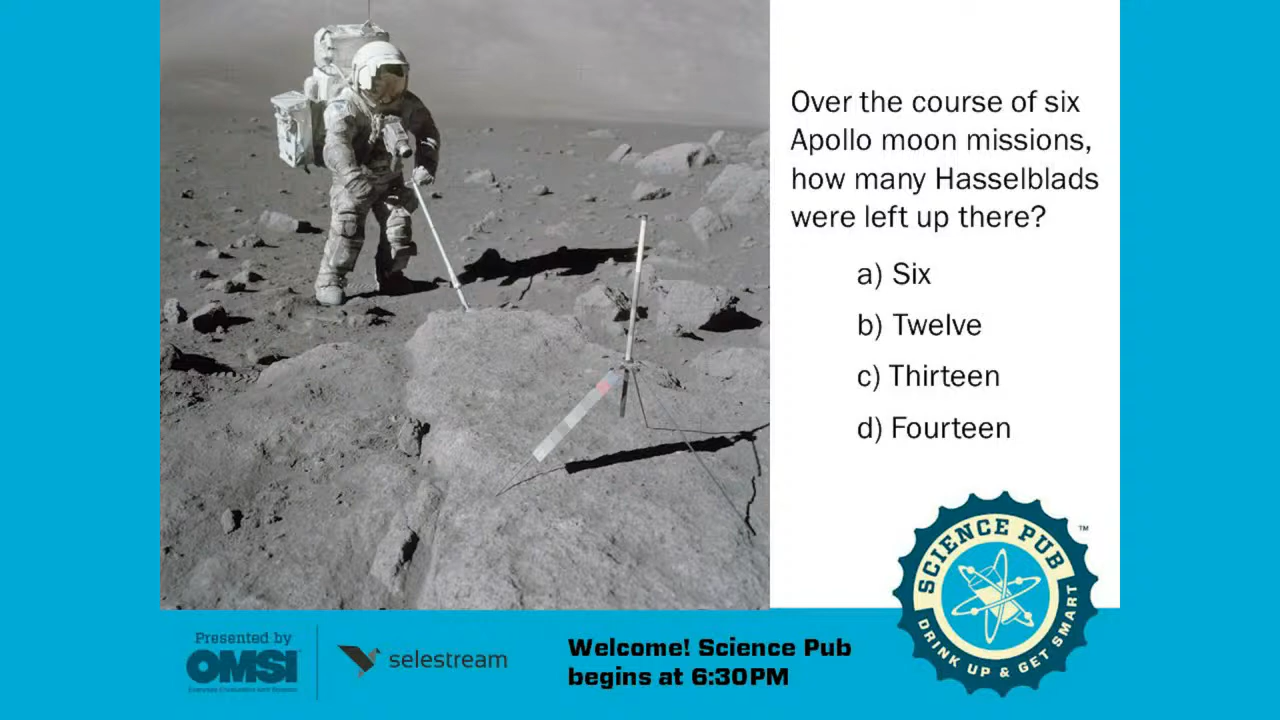 Over the course of six
Apollo moon missions,
how many Hasselblads
were left up there?
a) Six
b) Twelve
c) Thirteen
d) Fourteen
SCIENCE PUB
DRINK UP & GET SMART
™
Presented by
OMSI
selestream
Welcome! Science Pub
begins at 6:30PM